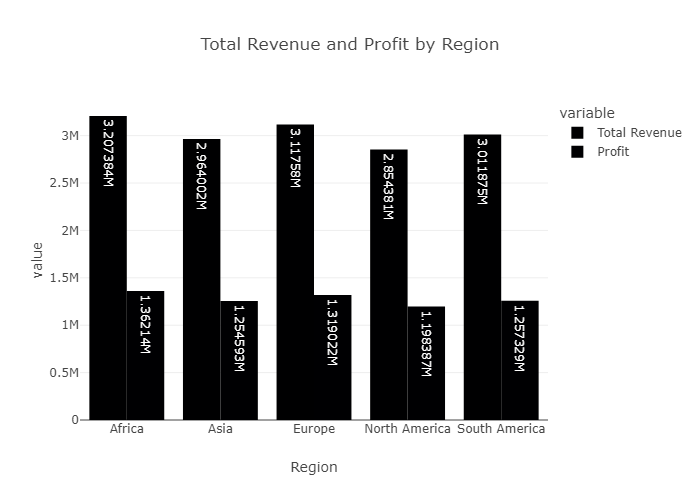 Total Revenue and Profit by Region
variable
Total Revenue
Profit
value
3M
2.5M
2M
1.5M
1M
0.5M
0
3.207384M
1.36214M
2.964002M
1.254593M
3.11758M
1.319022M
2.854381M
1.198387M
3.011875M
1.257329M
Africa
Asia
Europe
North America
South America
Region